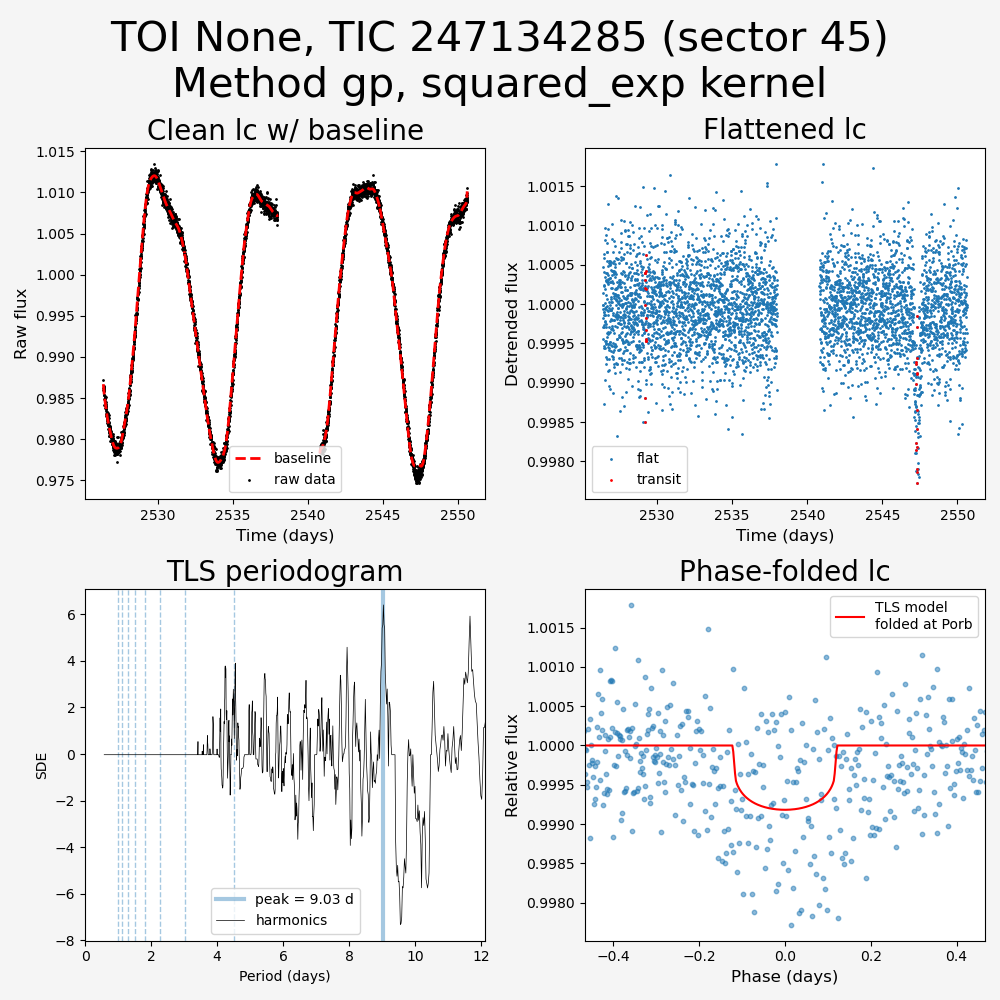 TOI None, TIC 247134285 (sector 45)
Method gp, squared_exp kernel
Clean lc w/ baseline
1.015
1.010
1.005
1.000
0.995
0.990
0.985
0.980
0.975
Raw flux
baseline
raw data
2530
2535
2540
2545
2550
Time (days)
Flattened lc
1.0015
1.0010
1.0005
1.0000
0.9995
0.9990
0.9985
0.9980
Detrended flux
flat
transit
2530
2535
2540
2545
2550
Time (days)
TLS periodogram
6
4
2
0
−2
−4
−6
−8
SDE
peak = 9.03 d
harmonics
0
2
4
6
8
10
12
Period (days)
Phase-folded lc
1.0015
1.0010
1.0005
1.0000
0.9995
0.9990
0.9985
0.9980
Relative flux
TLS model
folded at Porb
−0.4
−0.2
0.0
0.2
0.4
Phase (days)